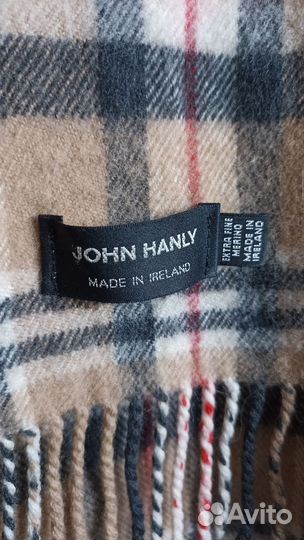 JOHN HANLY
MADE IN IRELAND
EXTRA FINE
MERINO
MADE IN
IRELAND
Avito